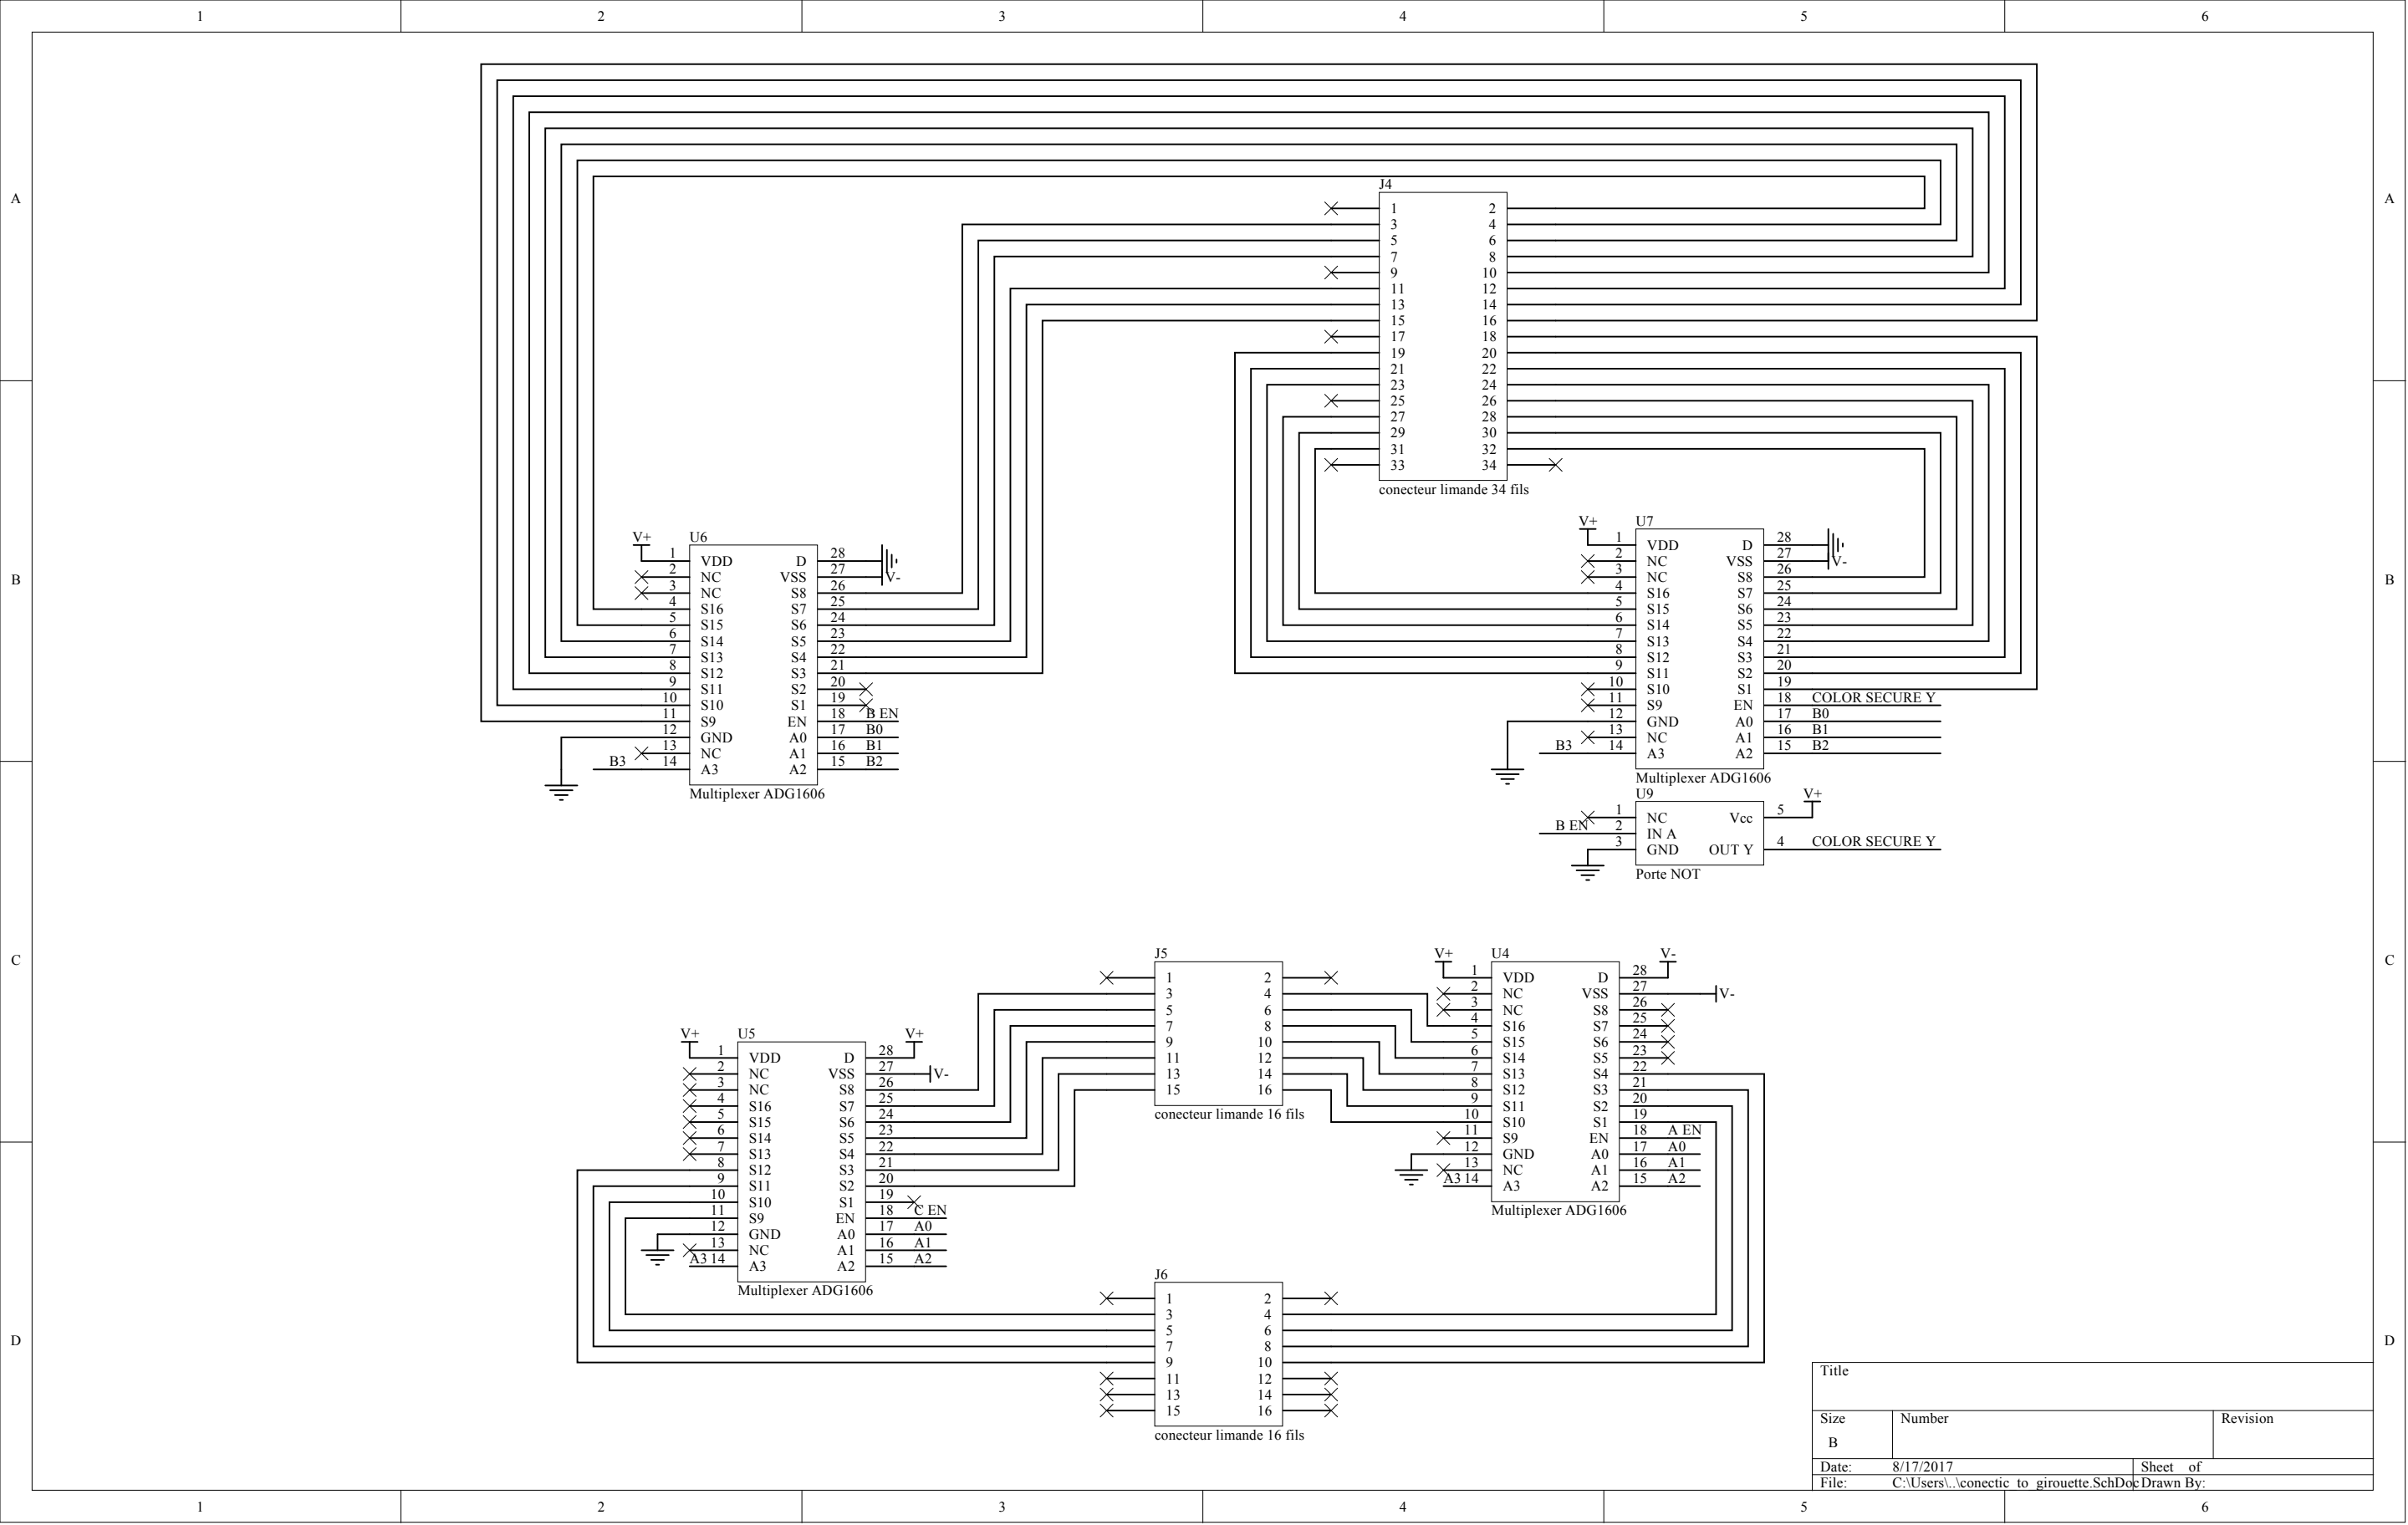 1 2 3 4 5 6
A A
J4
1 2
3 4
5 6
7 8
9 10
11 12
13 14
15 16
17 18
19 20
21 22
23 24
25 26
27 28
29 30
31 32
33 34
conecteur limande 34 fils
B B
V+ U6
1 VDD D 28
2 NC VSS 27 V-
3 NC S8 26
4 S16 S7 25
5 S15 S6 24
6 S14 S5 23
7 S13 S4 22
8 S12 S3 21
9 S11 S2 20
10 S10 S1 19
11 S9 EN 18 B EN
12 GND A0 17 B0
13 NC A1 16 B1
B3 14 A3 A2 15 B2
Multiplexer ADG1606
V+ U7
1 VDD D 28
2 NC VSS 27 V-
3 NC S8 26
4 S16 S7 25
5 S15 S6 24
6 S14 S5 23
7 S13 S4 22
8 S12 S3 21
9 S11 S2 20
10 S10 S1 19
11 S9 EN 18 COLOR SECURE Y
12 GND A0 17 B0
13 NC A1 16 B1
B3 14 A3 A2 15 B2
Multiplexer ADG1606
U9 V+
1 NC Vcc 5
B EN 2 IN A
3 GND OUT Y 4 COLOR SECURE Y
Porte NOT
C C
J5
1 2
3 4
5 6
7 8
9 10
11 12
13 14
15 16
conecteur limande 16 fils
V+ U4 V-
1 VDD D 28
2 NC VSS 27 V-
3 NC S8 26
4 S16 S7 25
5 S15 S6 24
6 S14 S5 23
7 S13 S4 22
8 S12 S3 21
9 S11 S2 20
10 S10 S1 19
11 S9 EN 18 A EN
12 GND A0 17 A0
13 NC A1 16 A1
A3 14 A3 A2 15 A2
Multiplexer ADG1606
V+ U5 V+
1 VDD D 28
2 NC VSS 27 V-
3 NC S8 26
4 S16 S7 25
5 S15 S6 24
6 S14 S5 23
7 S13 S4 22
8 S12 S3 21
9 S11 S2 20
10 S10 S1 19
11 S9 EN 18 C EN
12 GND A0 17 A0
13 NC A1 16 A1
A3 14 A3 A2 15 A2
Multiplexer ADG1606
D D
J6
1 2
3 4
5 6
7 8
9 10
11 12
13 14
15 16
conecteur limande 16 fils
Title
Size Number Revision
B
Date: 8/17/2017 Sheet of
File: C:\Users\..\conectic to girouette.SchDoc Drawn By:
1 2 3 4 5 6